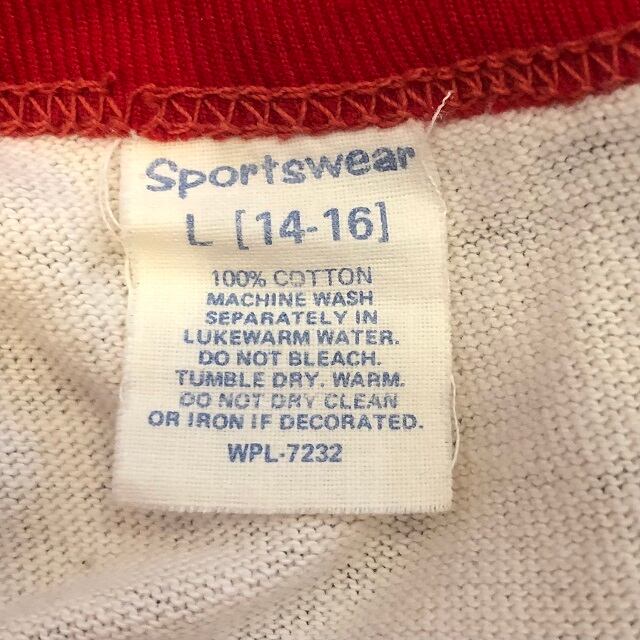 Sportswear
L [14-16]
100% COTTON
MACHINE WASH
SEPARATELY IN
LUKEWARM WATER.
DO NOT BLEACH.
TUMBLE DRY. WARM.
DO NOT DRY CLEAN
OR IRON IF DECORATED.
WPL-7232